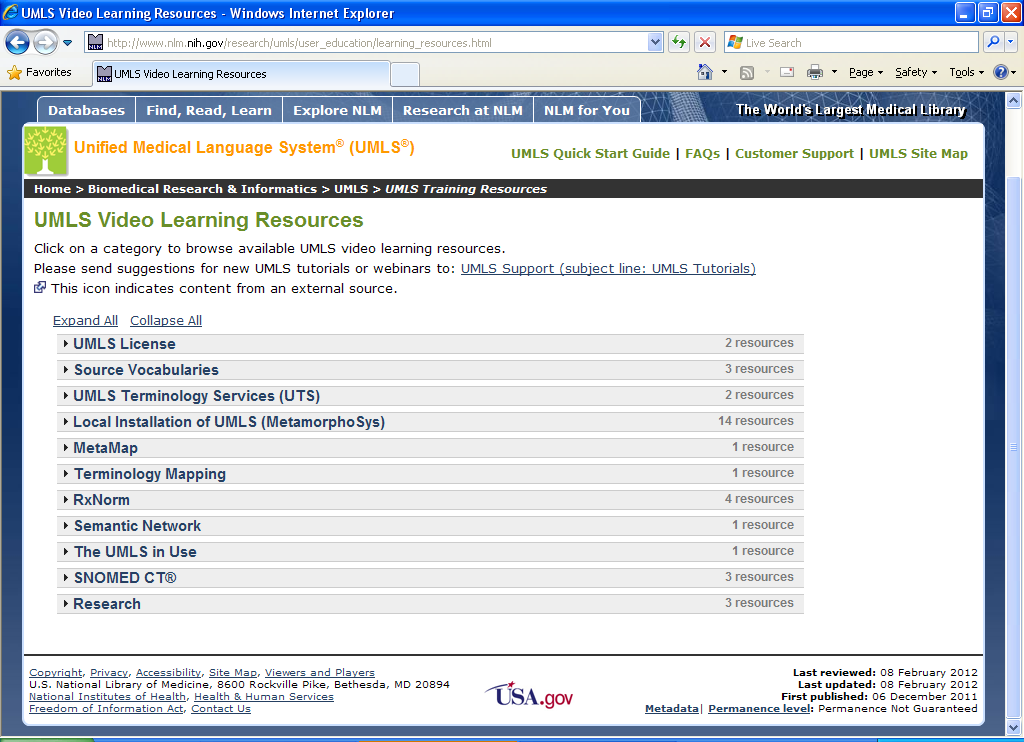 UMLS Video Learning Resources - Windows Internet Explorer
NLM http://www.nlm.nih.gov/research/umls/user_education/learning_resources.html Live Search
Favorites NLM UMLS Video Learning Resources Page Safety Tools
Databases Find, Read, Learn Explore NLM Research at NLM NLM for You The World's Largest Medical Library
Unified Medical Language System® (UMLS®)
UMLS Quick Start Guide | FAQs | Customer Support | UMLS Site Map
Home > Biomedical Research & Informatics > UMLS > UMLS Training Resources
UMLS Video Learning Resources
Click on a category to browse available UMLS video learning resources.
Please send suggestions for new UMLS tutorials or webinars to: UMLS Support (subject line: UMLS Tutorials)
This icon indicates content from an external source.
Expand All Collapse All
UMLS License 2 resources
Source Vocabularies 3 resources
UMLS Terminology Services (UTS) 2 resources
Local Installation of UMLS (MetamorphoSys) 14 resources
MetaMap 1 resource
Terminology Mapping 1 resource
RxNorm 4 resources
Semantic Network 1 resource
The UMLS in Use 1 resource
SNOMED CT® 3 resources
Research 3 resources
Copyright, Privacy, Accessibility, Site Map, Viewers and Players
U.S. National Library of Medicine, 8600 Rockville Pike, Bethesda, MD 20894
National Institutes of Health, Health & Human Services
Freedom of Information Act, Contact Us
USA.gov
Last reviewed: 08 February 2012
Last updated: 08 February 2012
First published: 06 December 2011
Metadata| Permanence level: Permanence Not Guaranteed